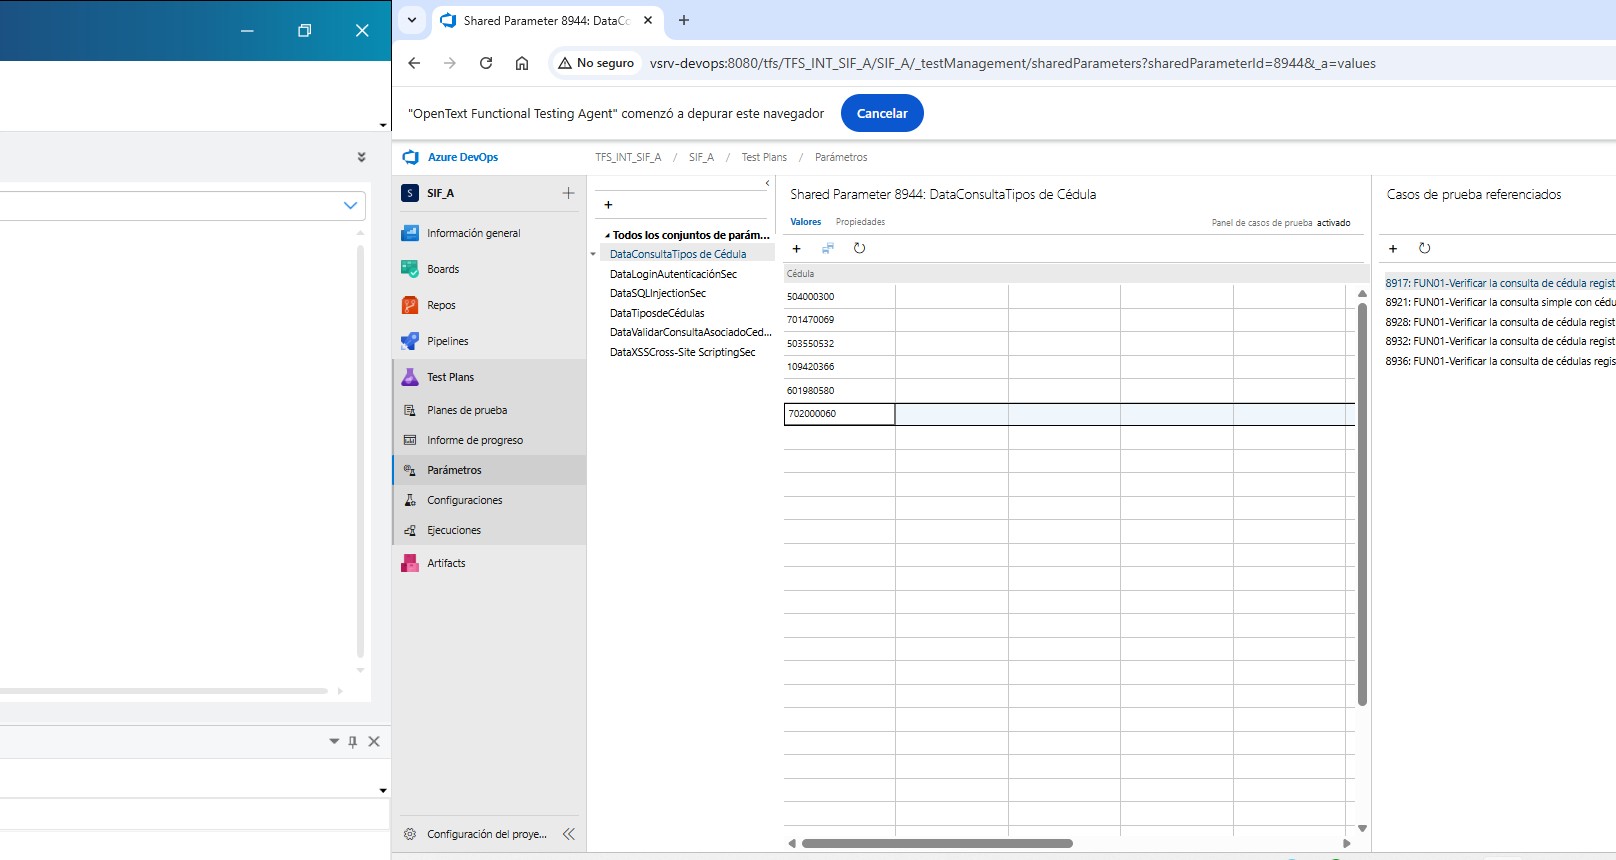 Shared Parameter 8944: DataCo
No seguro
vsrv-devops:8080/tfs/TFS_INT_SIF_A/SIF_A/_testManagement/sharedParameters?sharedParameterId=8944&_a=values
"OpenText Functional Testing Agent" comenzó a depurar este navegador
Cancelar
Azure DevOps
TFS_INT_SIF_A / SIF_A / Test Plans / Parámetros
S SIF_A
Información general
Boards
Repos
Pipelines
Test Plans
Planes de prueba
Informe de progreso
Parámetros
Configuraciones
Ejecuciones
Artifacts
Configuración del proye...
Todos los conjuntos de parám...
DataConsultaTipos de Cédula
DataLoginAutenticaciónSec
DataSQLInjectionSec
DataTiposdeCédulas
DataValidarConsultaAsociadoCed...
DataXSSCross-Site ScriptingSec
Shared Parameter 8944: DataConsultaTipos de Cédula
Valores Propiedades
Panel de casos de prueba activado
Cédula
504000300
701470069
503550532
109420366
601980580
702000060
Casos de prueba referenciados
8917: FUN01-Verificar la consulta de cédula regist
8921: FUN01-Verificar la consulta simple con cédu
8928: FUN01-Verificar la consulta de cédula regist
8932: FUN01-Verificar la consulta de cédula regist
8936: FUN01-Verificar la consulta de cédulas regis